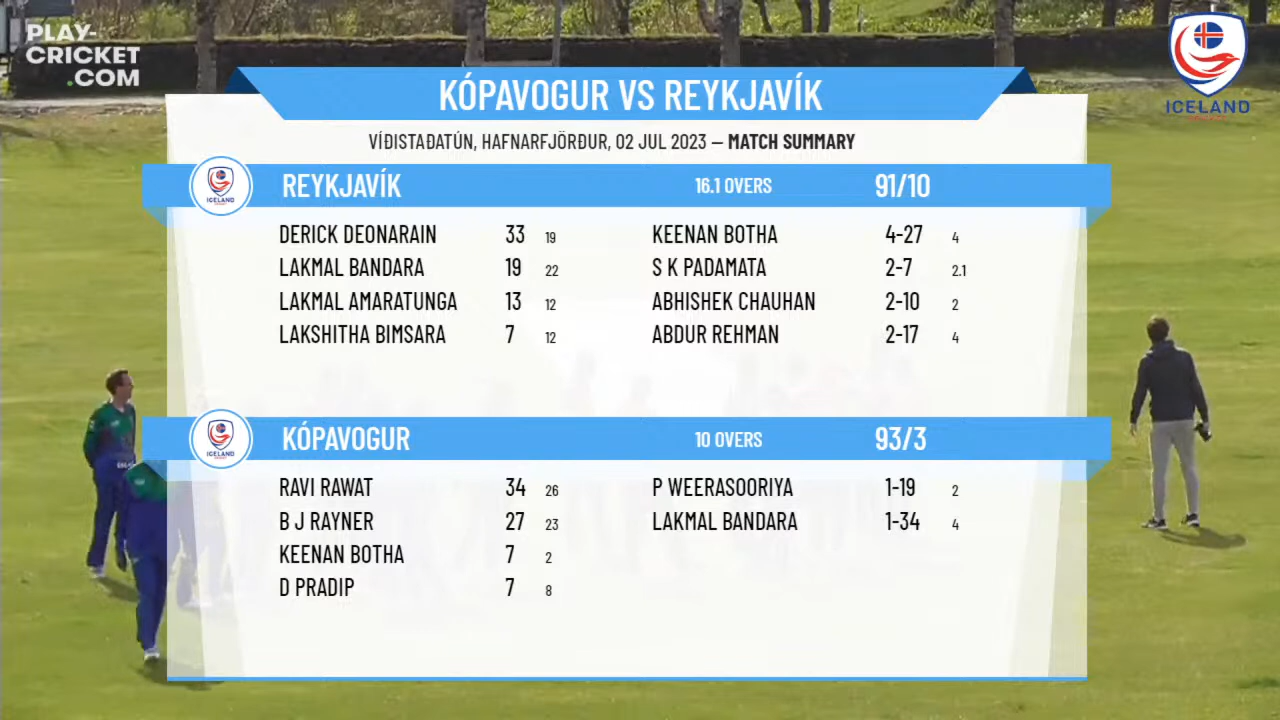 PLAY-
CRICKET
.COM
ICELAND
KÓPAVOGUR VS REYKJAVÍK
VÍÐISTAÐATÚN, HAFNARFJÖRÐUR, 02 JUL 2023 – MATCH SUMMARY
ICELAND
REYKJAVÍK 16.1 OVERS 91/10
DERICK DEONARAIN 33 19 KEENAN BOTHA 4-27 4
LAKMAL BANDARA 19 22 S K PADAMATA 2-7 2.1
LAKMAL AMARATUNGA 13 12 ABHISHEK CHAUHAN 2-10 2
LAKSHITHA BIMSARA 7 12 ABDUR REHMAN 2-17 4
ICELAND
KÓPAVOGUR 10 OVERS 93/3
RAVI RAWAT 34 26 P WEERASOORIYA 1-19 2
B J RAYNER 27 23 LAKMAL BANDARA 1-34 4
KEENAN BOTHA 7 2
D PRADIP 7 8